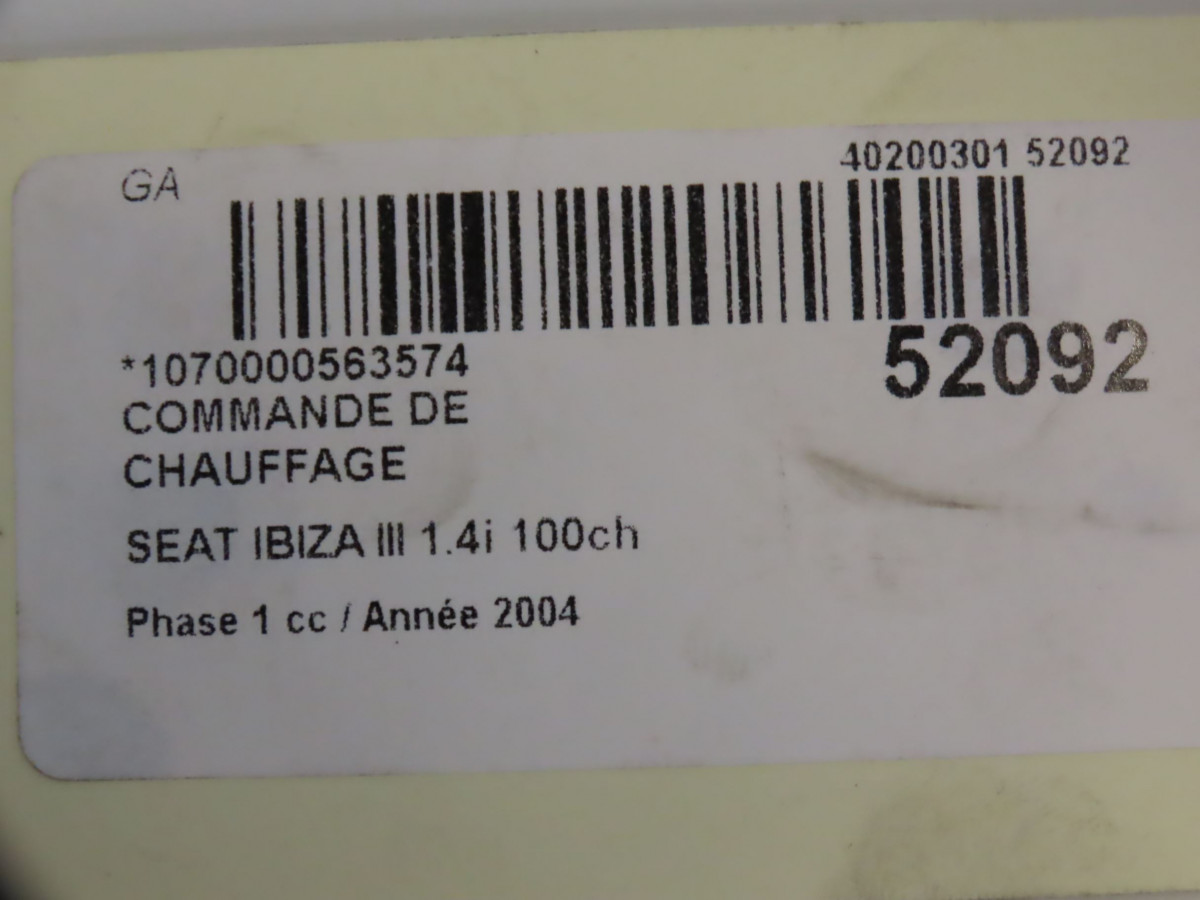 GA
40200301 52092
*1070000563574
52092
COMMANDE DE
CHAUFFAGE
SEAT IBIZA III 1.4i 100ch
Phase 1 cc / Année 2004